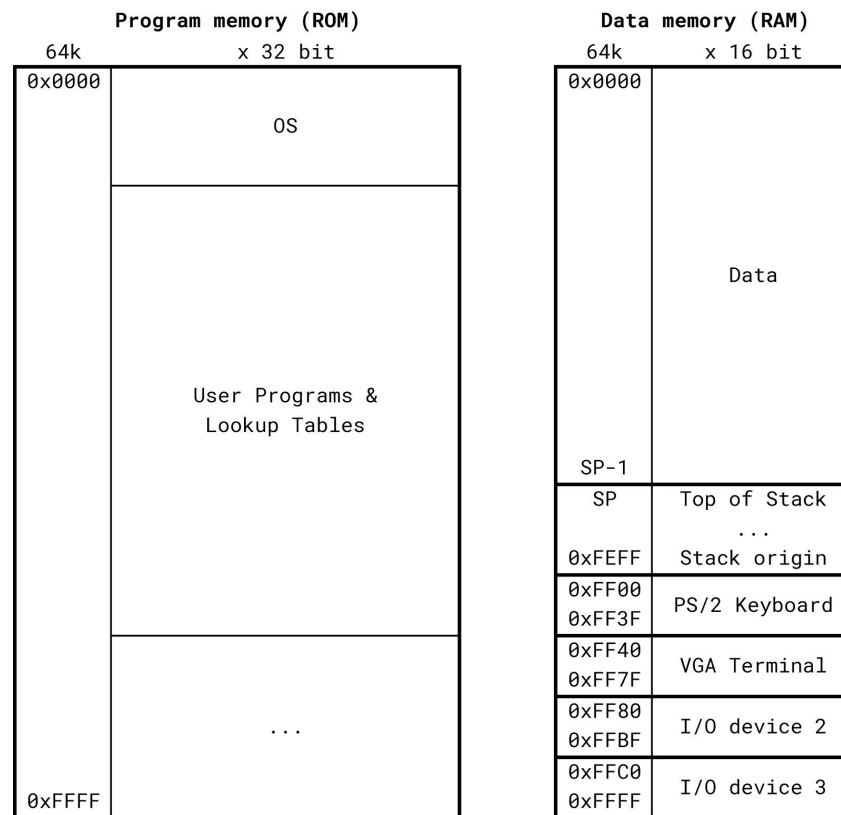 Program memory (ROM)
64k x 32 bit
0x0000
OS
User Programs &
Lookup Tables
...
0xFFFF
Data memory (RAM)
64k x 16 bit
0x0000
Data
SP-1
SP Top of Stack
...
0xFEFF Stack origin
0xFF00
PS/2 Keyboard
0xFF3F
0xFF40
VGA Terminal
0xFF7F
0xFF80
I/O device 2
0xFFBF
0xFFC0
I/O device 3
0xFFFF